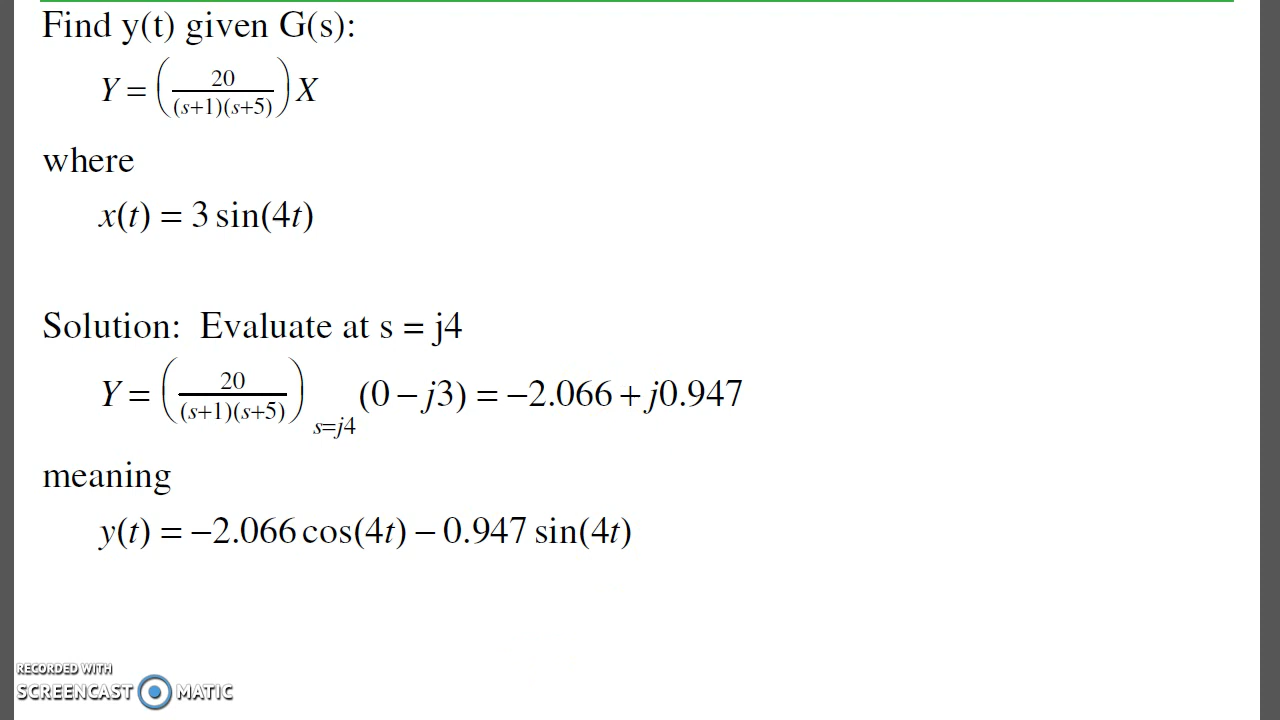 Find y(t) given G(s):
Y = (20/((s+1)(s+5))) X
where
x(t) = 3 sin(4t)
Solution: Evaluate at s = j4
Y = (20/((s+1)(s+5)))_{s=j4} (0 − j3) = −2.066 + j0.947
meaning
y(t) = −2.066 cos(4t) − 0.947 sin(4t)
RECORDED WITH
SCREENCAST MATIC